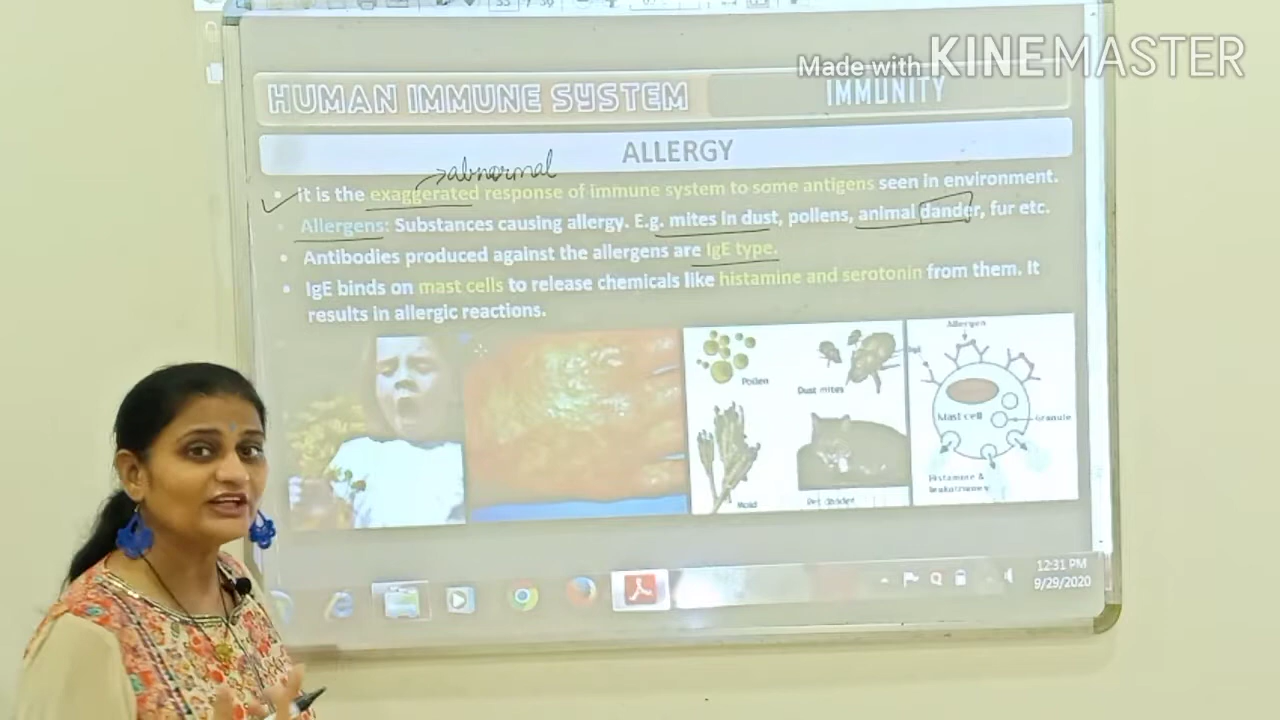 Made with KINEMASTER
HUMAN IMMUNE SYSTEM IMMUNITY
ALLERGY
→abnormal
• It is the exaggerated response of immune system to some antigens seen in environment.
• Allergens: Substances causing allergy. E.g. mites in dust, pollens, animal dander, fur etc.
• Antibodies produced against the allergens are IgE type.
• IgE binds on mast cells to release chemicals like histamine and serotonin from them. It
results in allergic reactions.
Allergen
Pollen
Dust mites
Mast cell
Granule
Histamine &
Mold
Pet dander
12:31 PM
9/29/2020